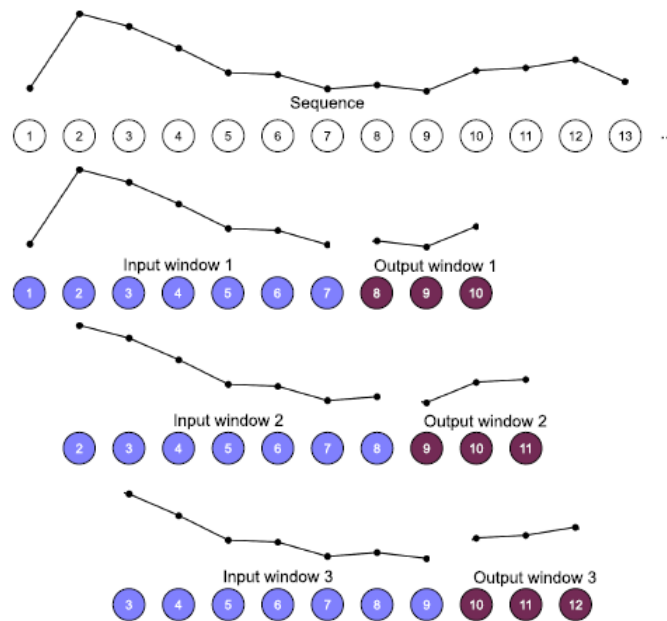 Sequence
1 2 3 4 5 6 7 8 9 10 11 12 13 ..
Input window 1 Output window 1
1 2 3 4 5 6 7 8 9 10
Input window 2 Output window 2
2 3 4 5 6 7 8 9 10 11
Input window 3 Output window 3
3 4 5 6 7 8 9 10 11 12